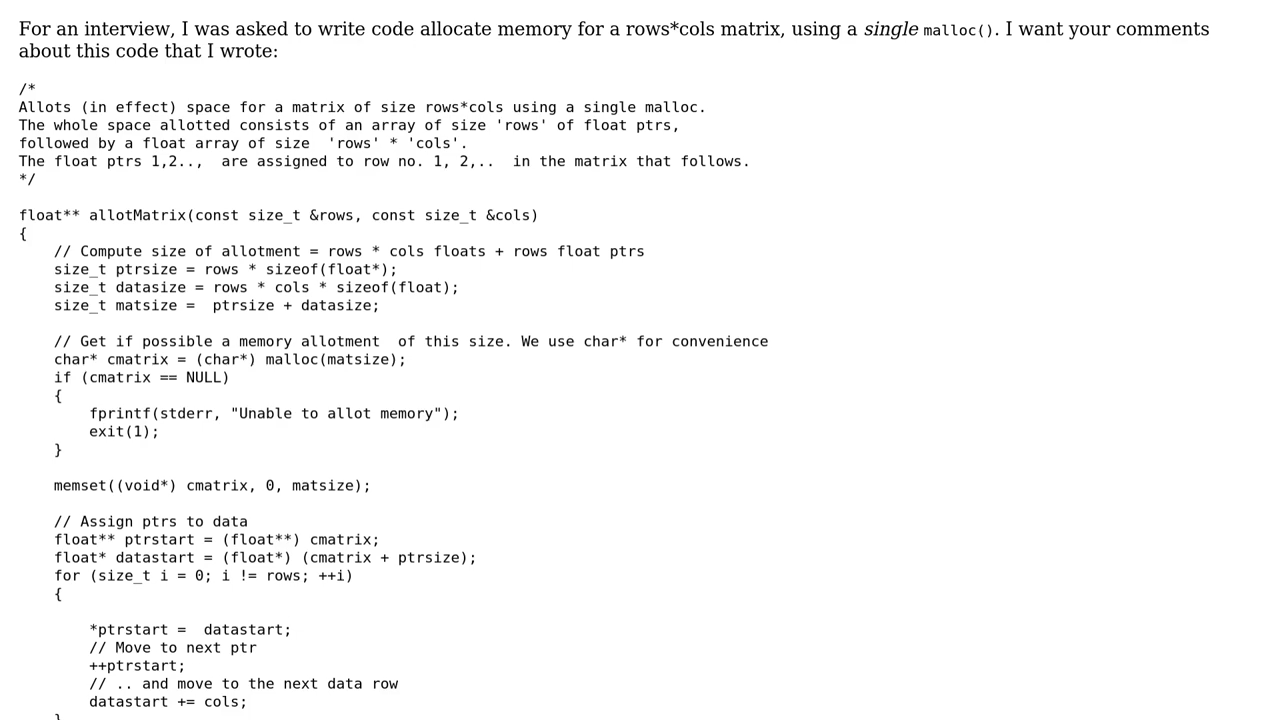 For an interview, I was asked to write code allocate memory for a rows*cols matrix, using a single malloc(). I want your comments
about this code that I wrote:
/*
Allots (in effect) space for a matrix of size rows*cols using a single malloc.
The whole space allotted consists of an array of size 'rows' of float ptrs,
followed by a float array of size  'rows' * 'cols'.
The float ptrs 1,2..,  are assigned to row no. 1, 2,..  in the matrix that follows.
*/
float** allotMatrix(const size_t &rows, const size_t &cols)
{
    // Compute size of allotment = rows * cols floats + rows float ptrs
    size_t ptrsize = rows * sizeof(float*);
    size_t datasize = rows * cols * sizeof(float);
    size_t matsize =  ptrsize + datasize;
    // Get if possible a memory allotment  of this size. We use char* for convenience
    char* cmatrix = (char*) malloc(matsize);
    if (cmatrix == NULL)
    {
        fprintf(stderr, "Unable to allot memory");
        exit(1);
    }
    memset((void*) cmatrix, 0, matsize);
    // Assign ptrs to data
    float** ptrstart = (float**) cmatrix;
    float* datastart = (float*) (cmatrix + ptrsize);
    for (size_t i = 0; i != rows; ++i)
    {
        *ptrstart =  datastart;
        // Move to next ptr
        ++ptrstart;
        // .. and move to the next data row
        datastart += cols;
    }